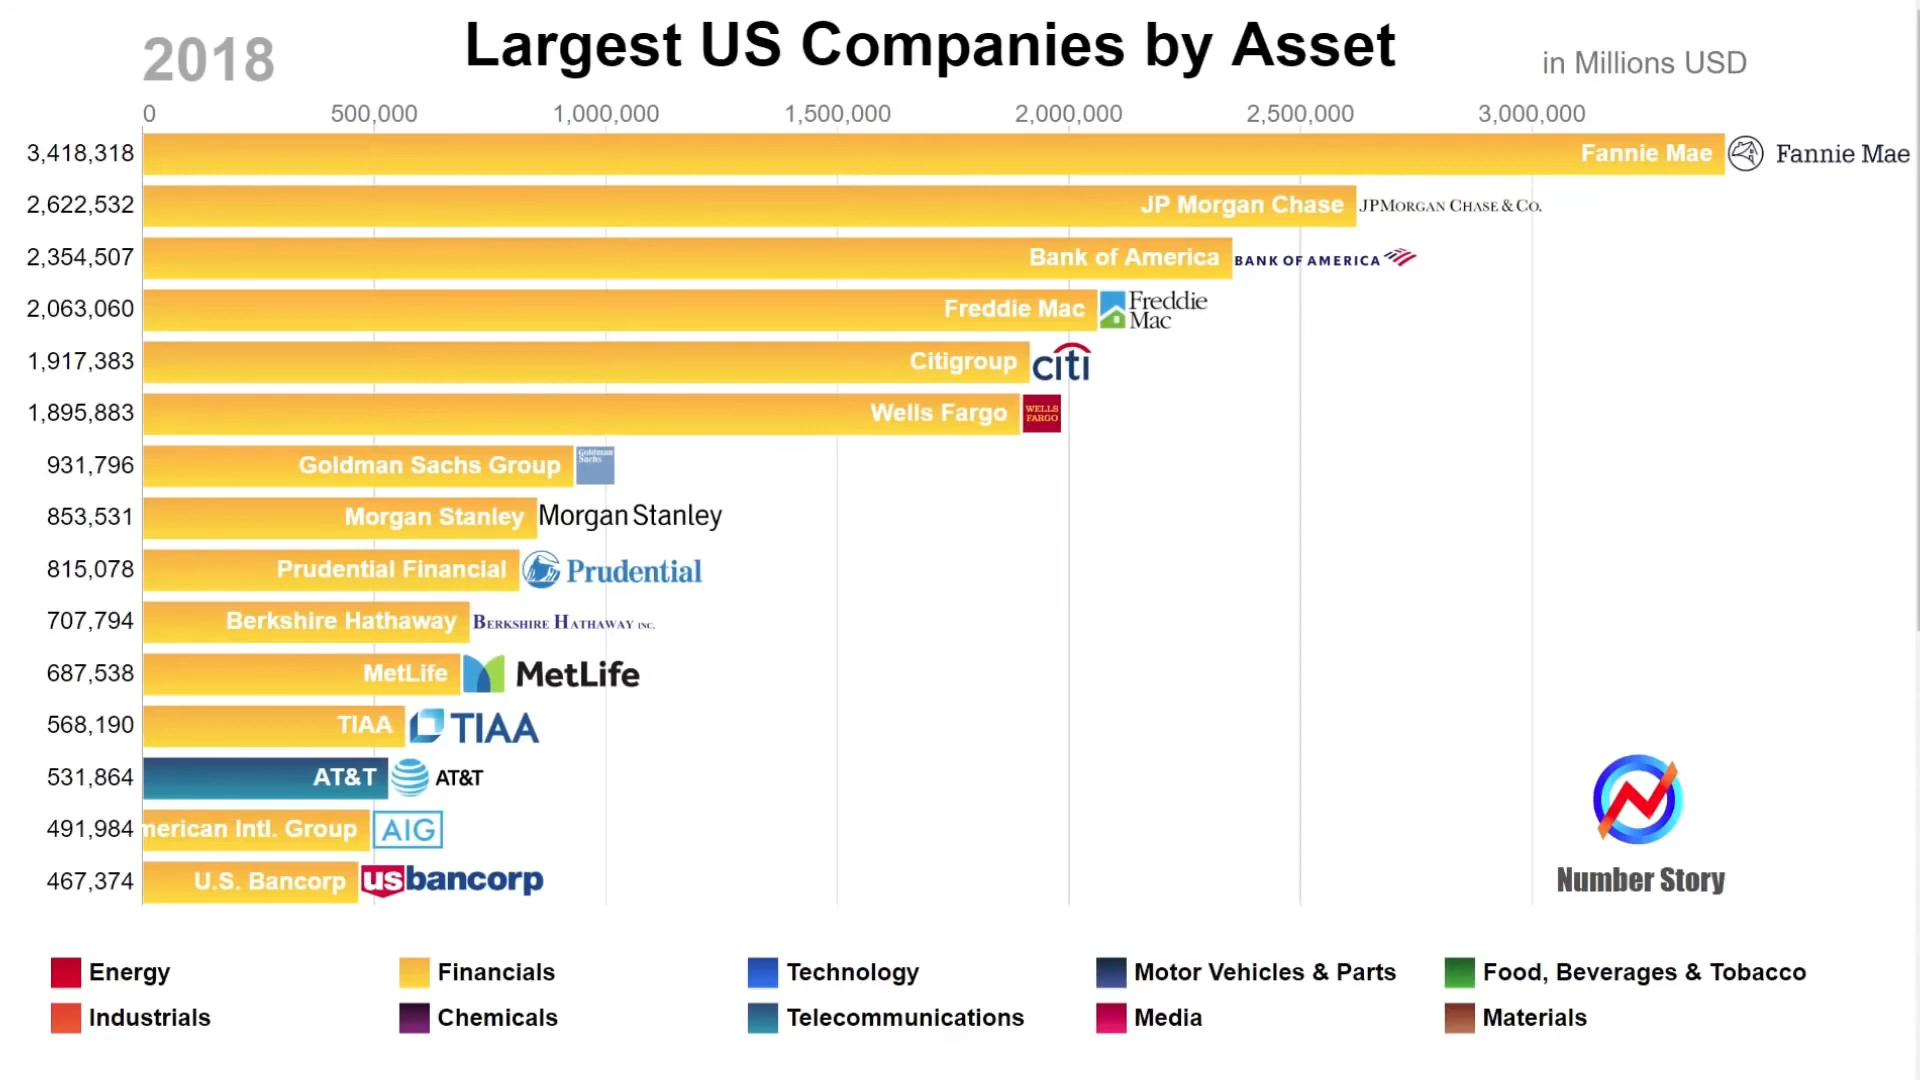 2018
Largest US Companies by Asset
in Millions USD
0 500,000 1,000,000 1,500,000 2,000,000 2,500,000 3,000,000
3,418,318 Fannie Mae Fannie Mae
2,622,532 JP Morgan Chase JPMORGAN CHASE & CO.
2,354,507 Bank of America BANK OF AMERICA
2,063,060 Freddie Mac Freddie
Mac
1,917,383 Citigroup citi
1,895,883 Wells Fargo WELLS
FARGO
931,796 Goldman Sachs Group Goldman
Sachs
853,531 Morgan Stanley Morgan Stanley
815,078 Prudential Financial Prudential
707,794 Berkshire Hathaway BERKSHIRE HATHAWAY INC.
687,538 MetLife MetLife
568,190 TIAA TIAA
531,864 AT&T AT&T
491,984 merican Intl. Group AIG
467,374 U.S. Bancorp usbancorp
Number Story
Energy Financials Technology Motor Vehicles & Parts Food, Beverages & Tobacco
Industrials Chemicals Telecommunications Media Materials